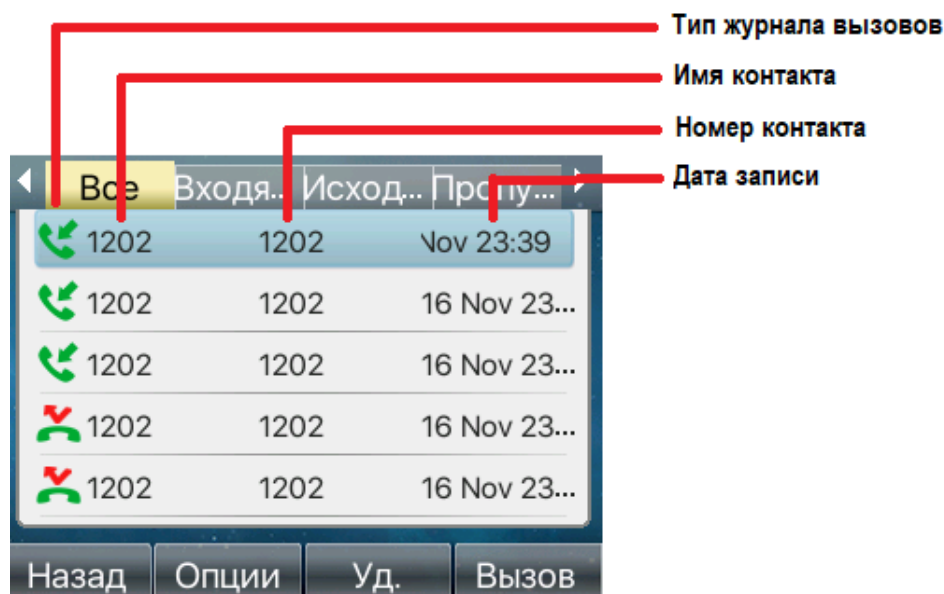 Тип журнала вызовов
Имя контакта
Номер контакта
Дата записи
Все Входя... Исход... Пропу...
1202 1202 Nov 23:39
1202 1202 16 Nov 23...
1202 1202 16 Nov 23...
1202 1202 16 Nov 23...
1202 1202 16 Nov 23...
Назад Опции Уд. Вызов